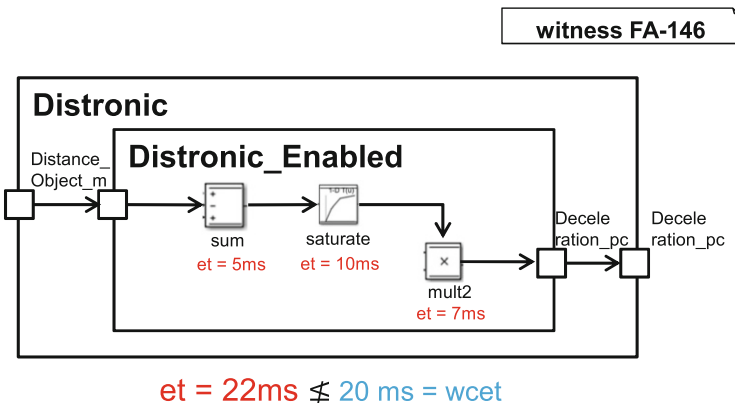 witness FA-146
Distronic
Distance_
Object_m
Distronic_Enabled
1-D T(u)
sum
saturate
et = 5ms
et = 10ms
×
mult2
et = 7ms
Decele
ration_pc
Decele
ration_pc
et = 22ms ≰ 20 ms = wcet